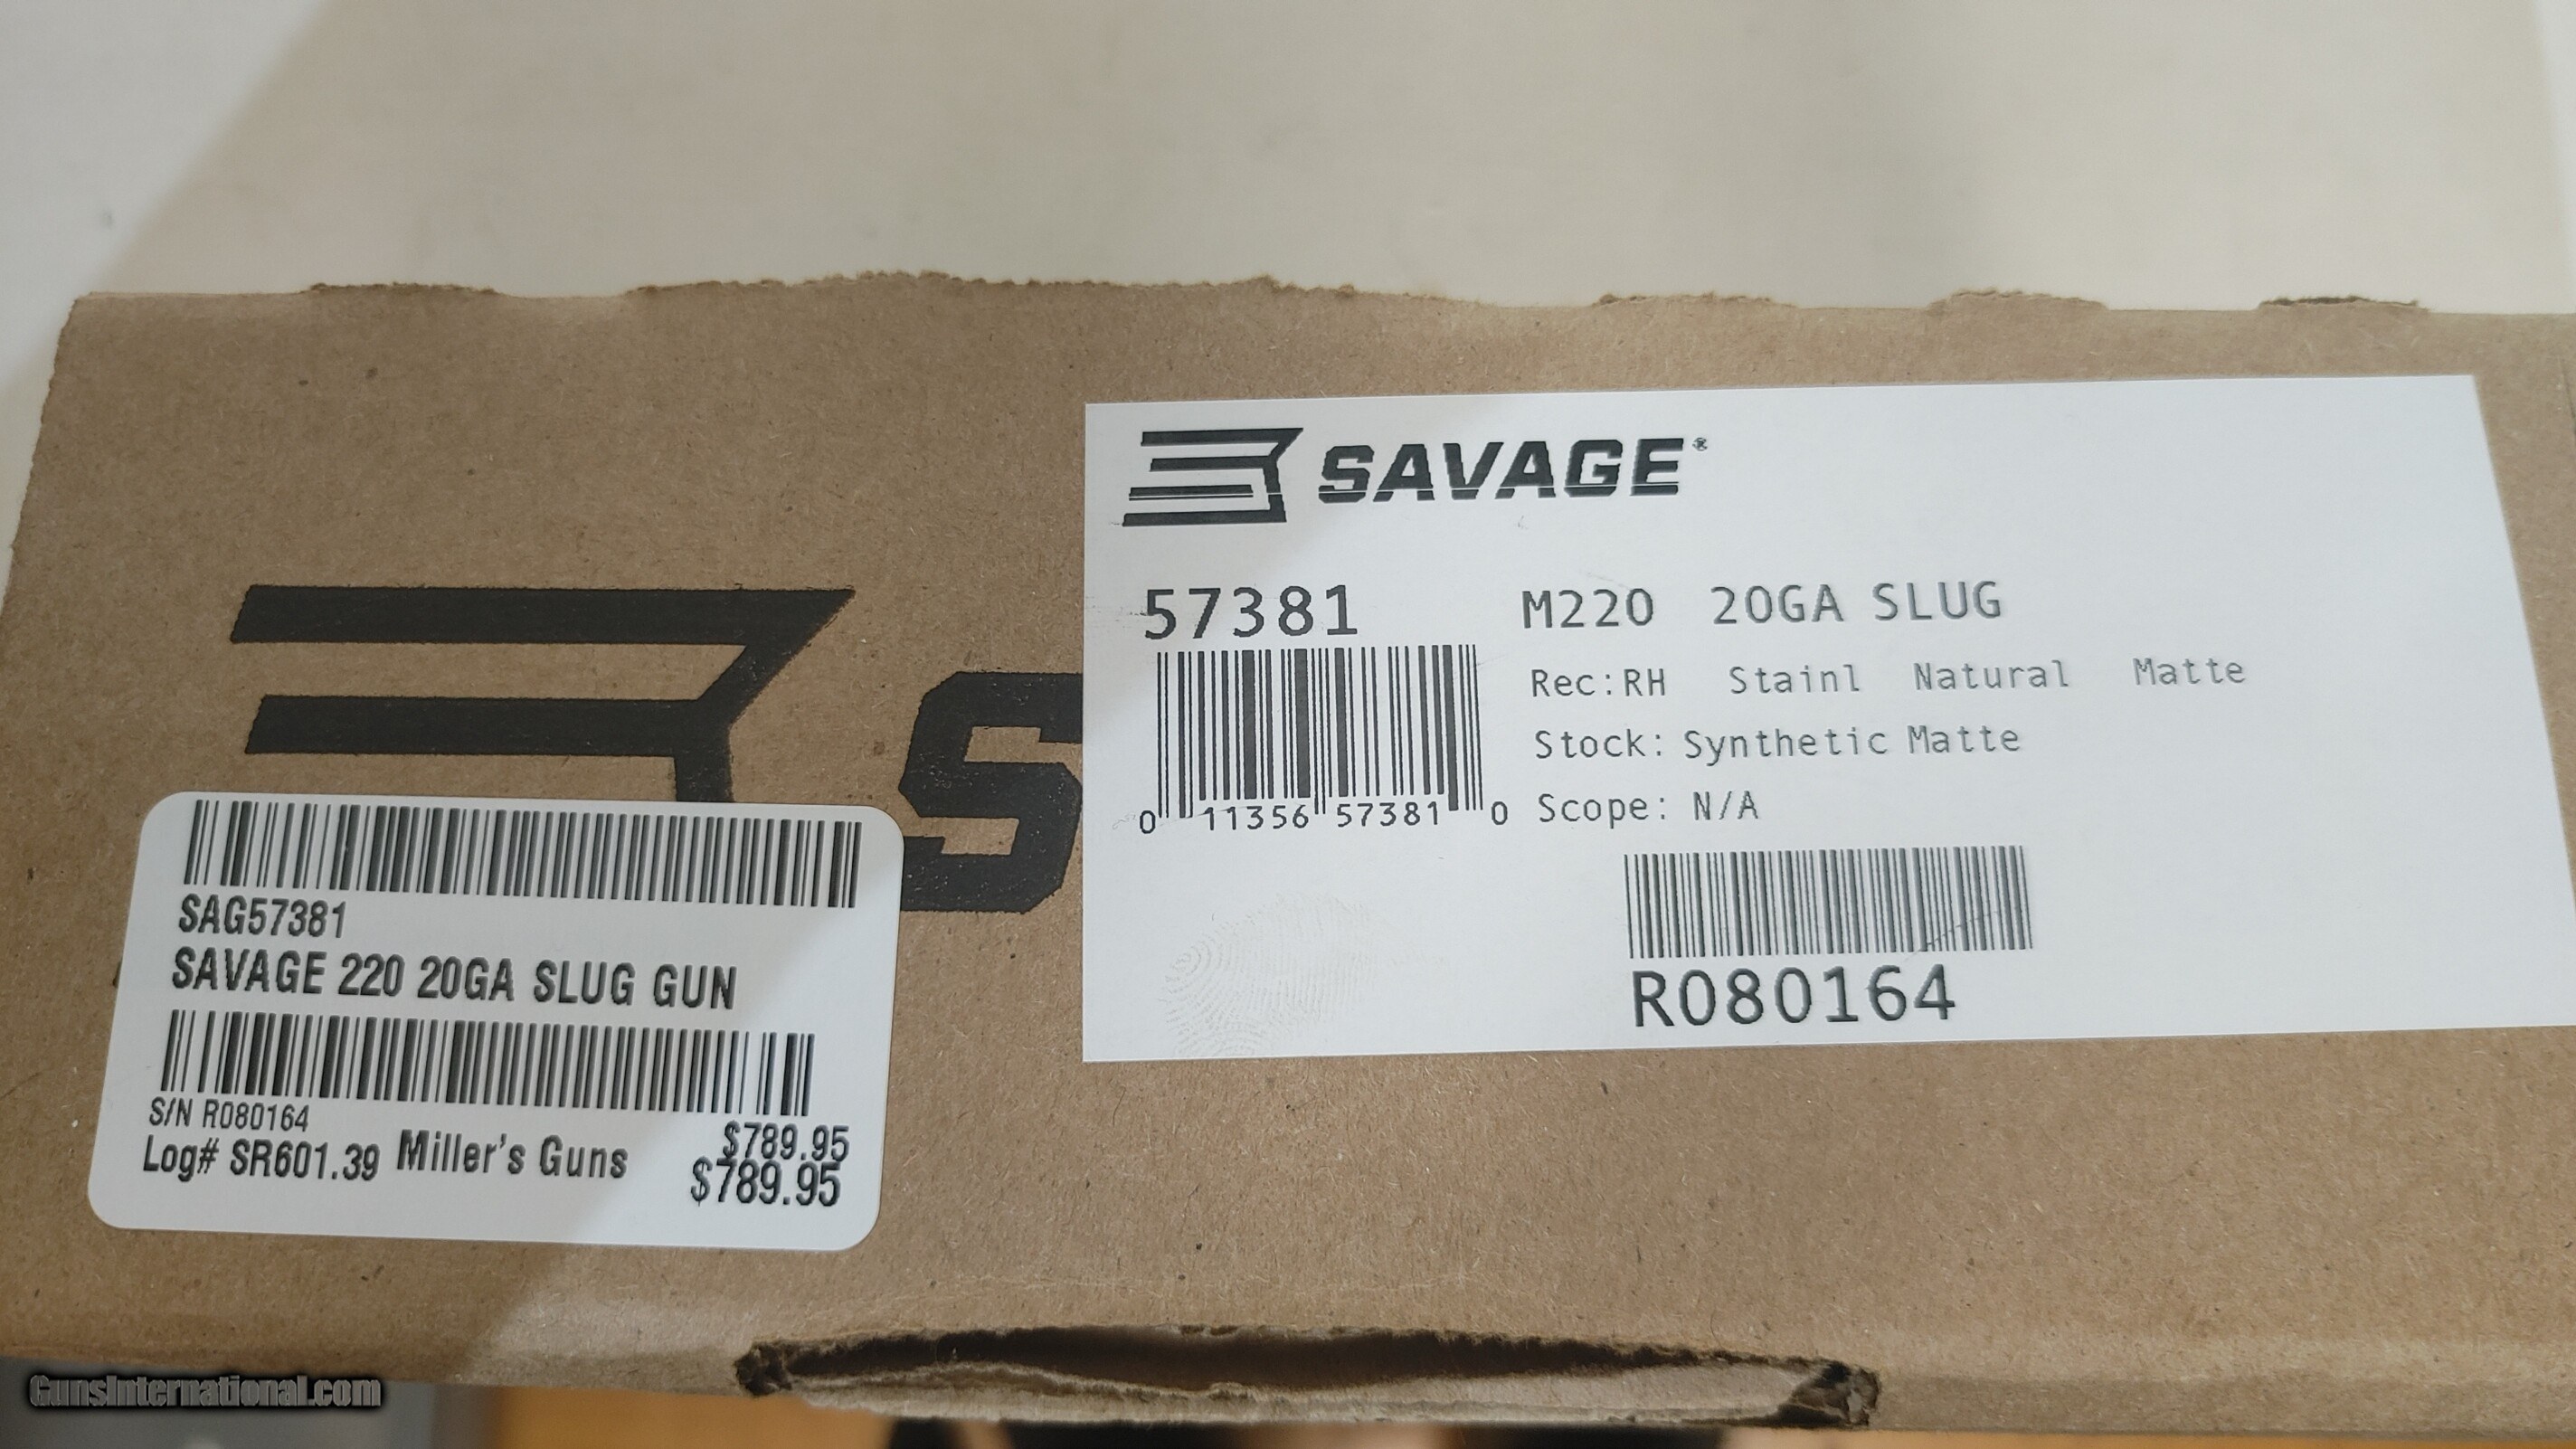 SAVAGE®
57381 M220 20GA SLUG
Rec:RH Stainl Natural Matte
Stock: Synthetic Matte
Scope: N/A
0 11356 57381 0
R080164
S
SAG57381
SAVAGE 220 20GA SLUG GUN
S/N R080164
$789.95
Log# SR601.39 Miller's Guns $789.95
GunsInternational.com